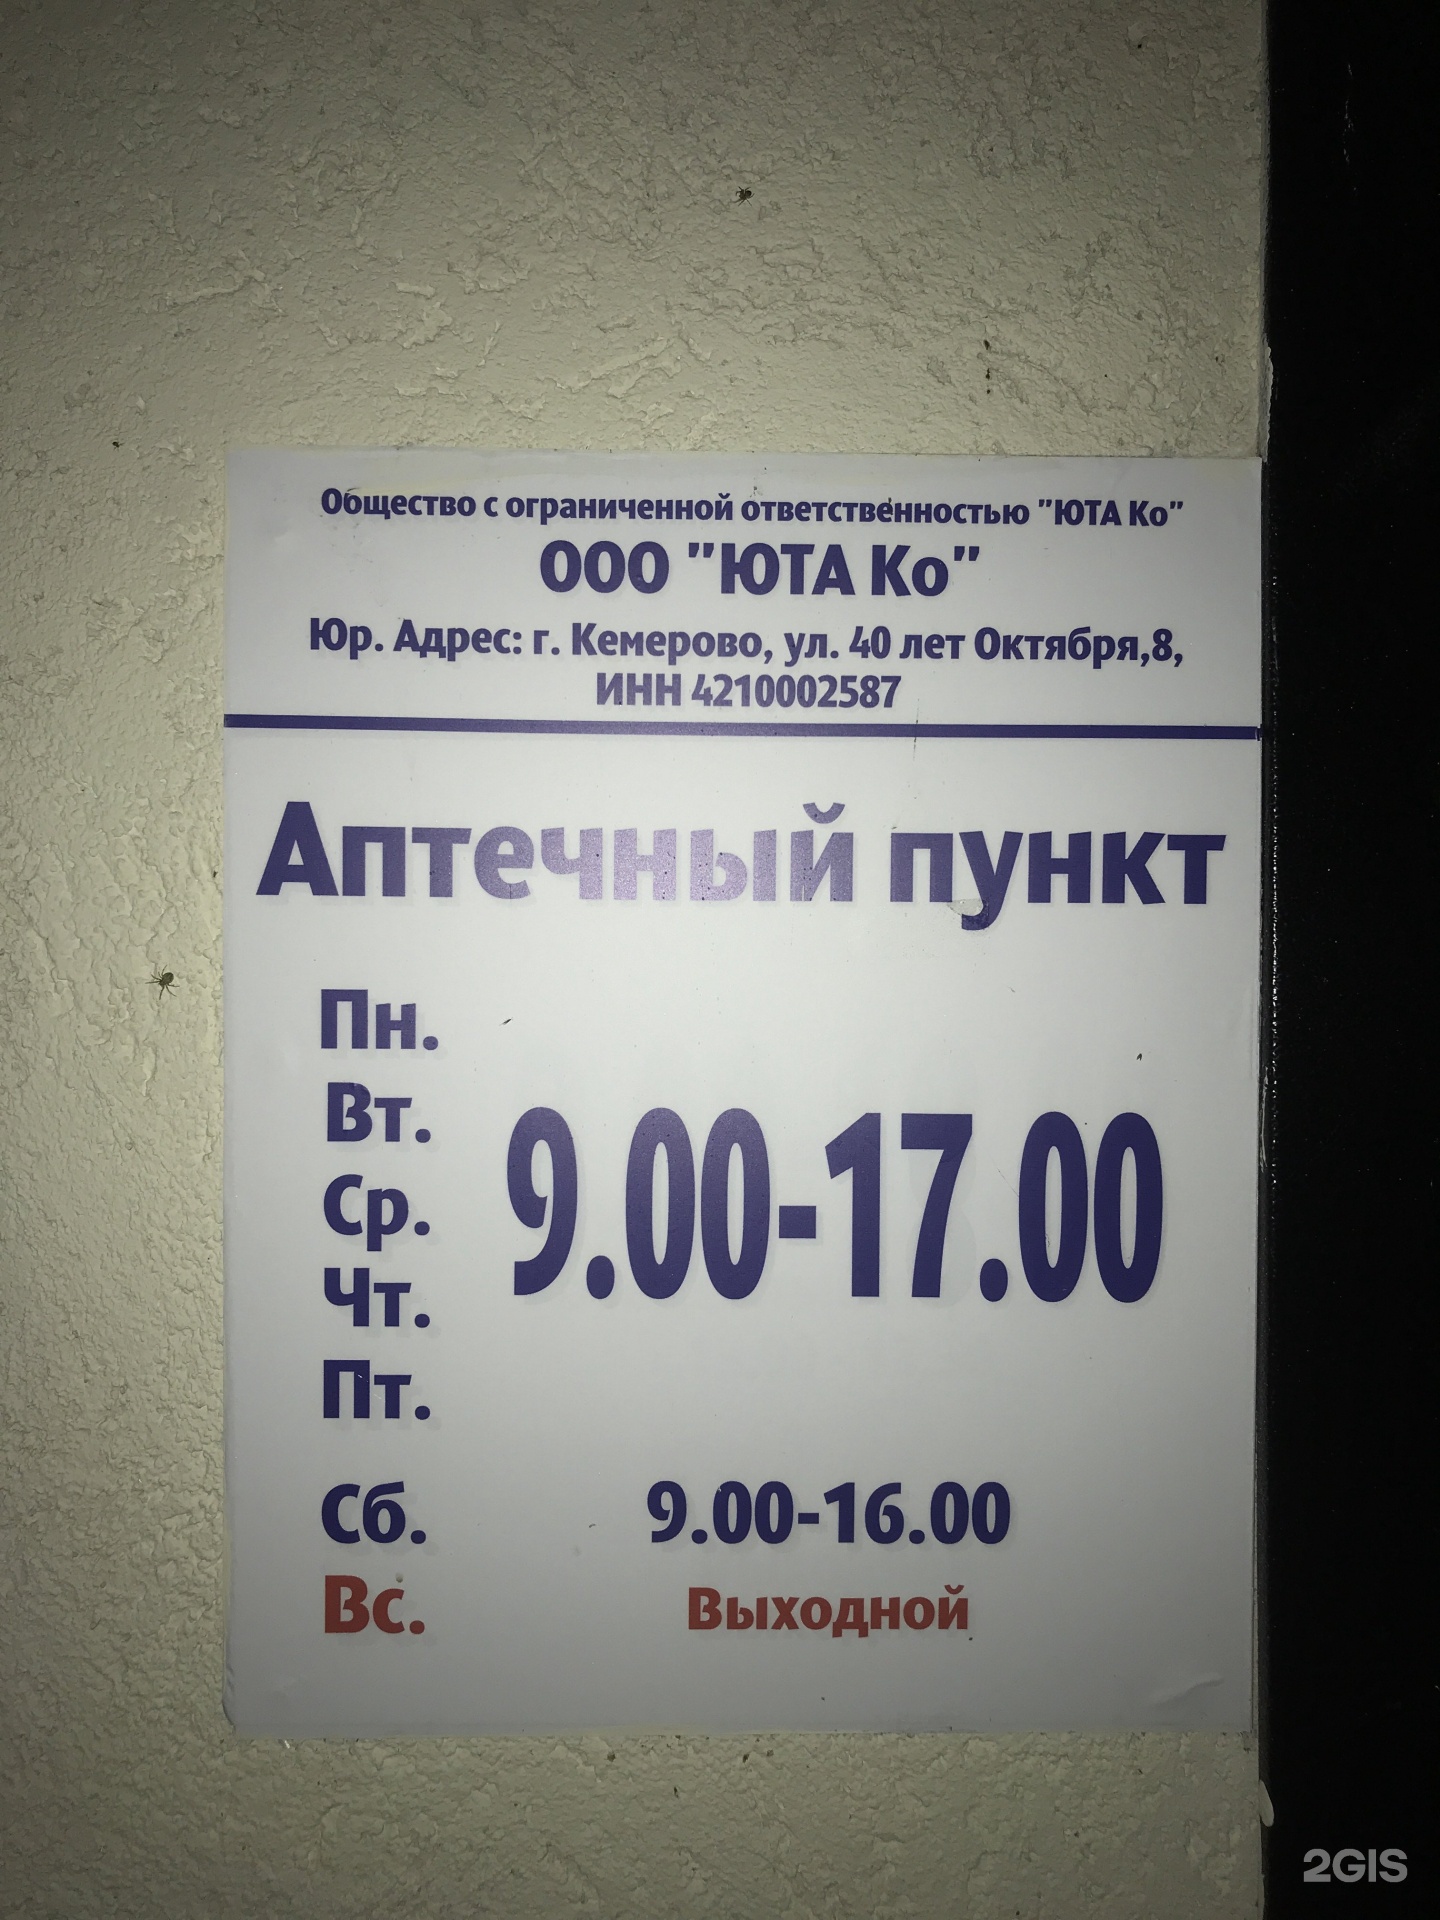 Общество с ограниченной ответственностью "ЮТА Ко"
ООО "ЮТА Ко"
Юр. Адрес: г. Кемерово, ул. 40 лет Октября,8,
ИНН 4210002587
Аптечный пункт
Пн.
Вт.
Ср. 9.00-17.00
Чт.
Пт.
Сб. 9.00-16.00
Вс. Выходной
2GIS